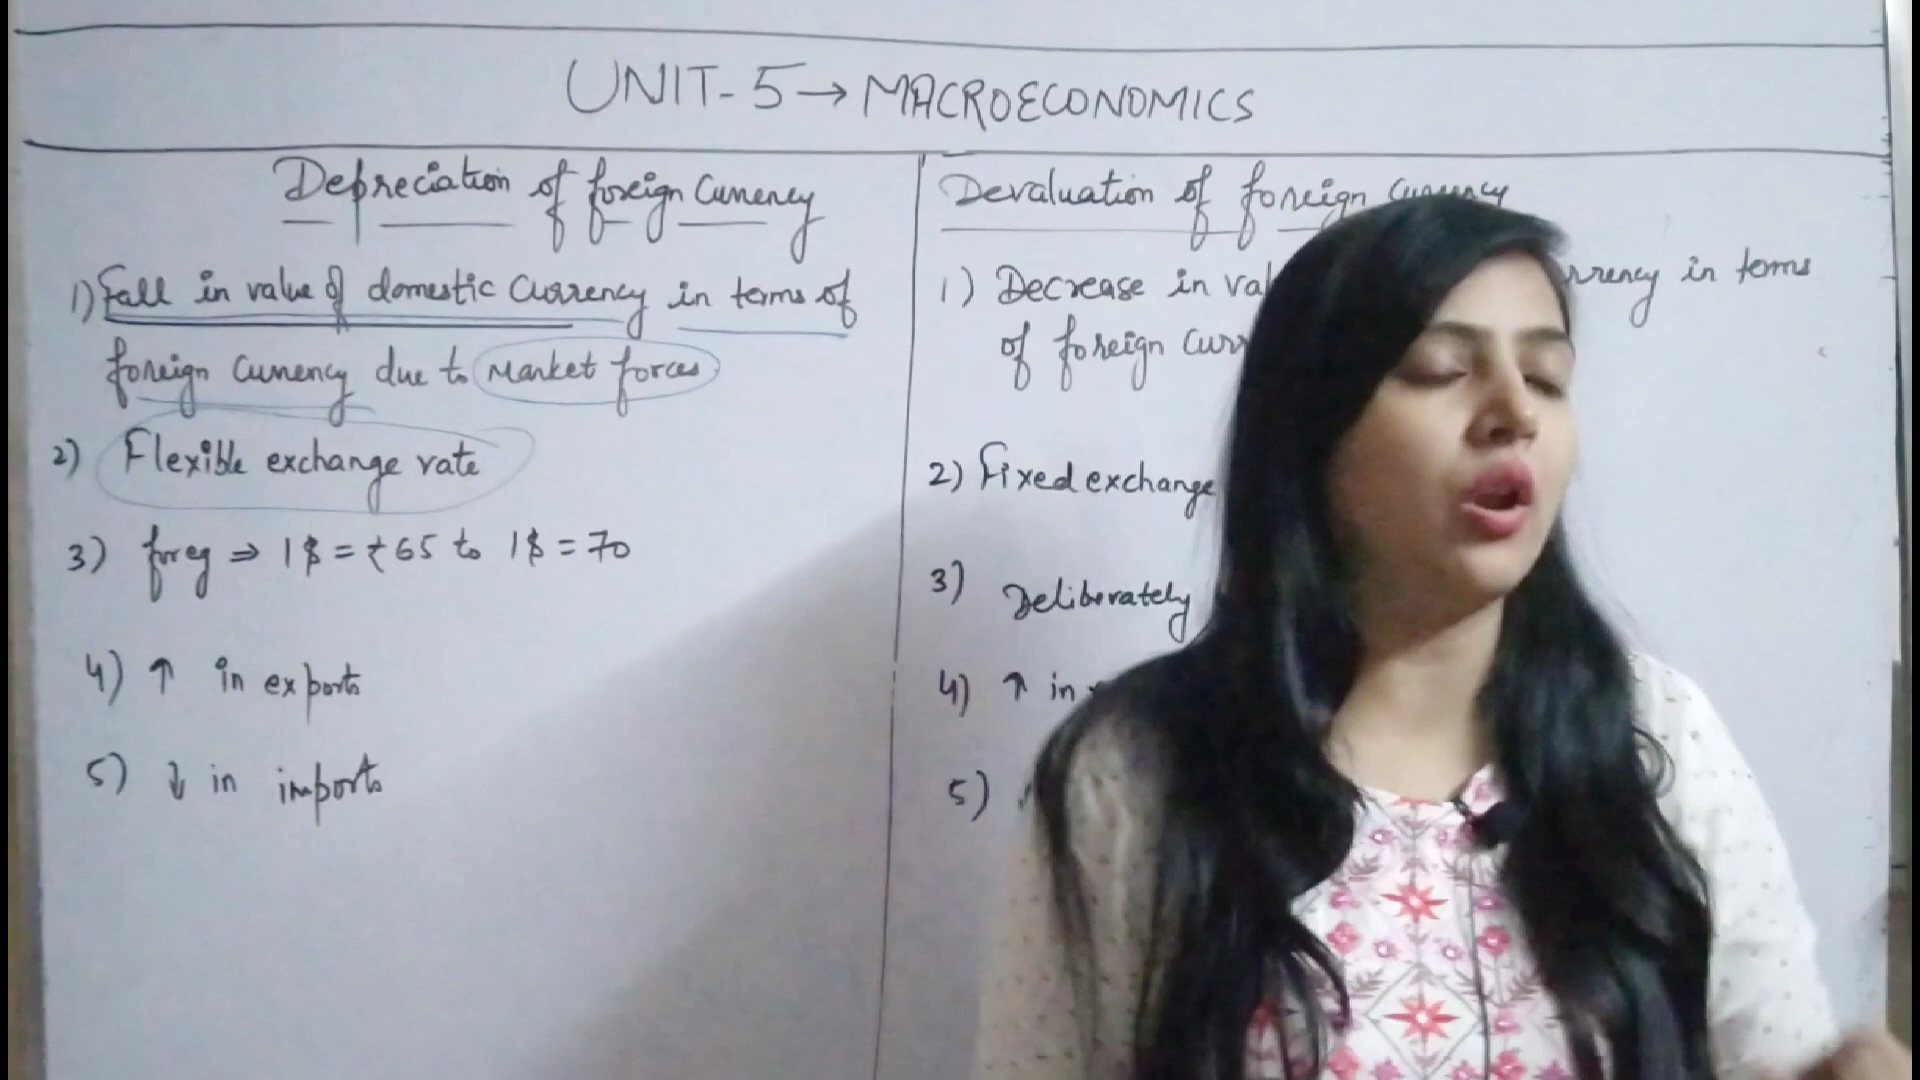 UNIT-5 → MACROECONOMICS
Depreciation of foreign Currency
1) Fall in value of domestic Currency in terms of
foreign Currency due to Market forces
2) Flexible exchange rate
3) for eg ⇒ 1$ = ₹65 to 1$ = 70
4) ↑ in exports
5) ↓ in imports
Devaluation of foreign Currency
1) Decrease in in terms
of foreign
2) Fixed exchange
3) Deliberately
4) ↑ in
5)